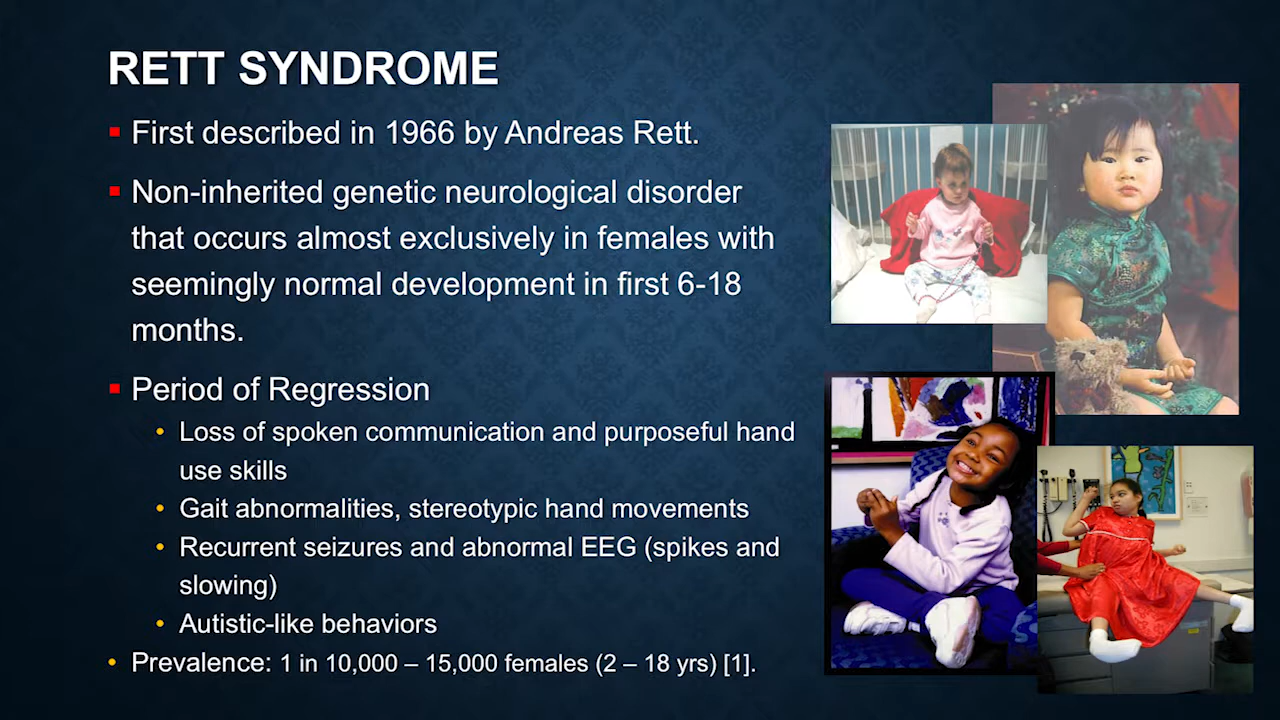 RETT SYNDROME
▪ First described in 1966 by Andreas Rett.
▪ Non-inherited genetic neurological disorder
that occurs almost exclusively in females with
seemingly normal development in first 6-18
months.
▪ Period of Regression
• Loss of spoken communication and purposeful hand
use skills
• Gait abnormalities, stereotypic hand movements
• Recurrent seizures and abnormal EEG (spikes and
slowing)
• Autistic-like behaviors
• Prevalence: 1 in 10,000 – 15,000 females (2 – 18 yrs) [1].